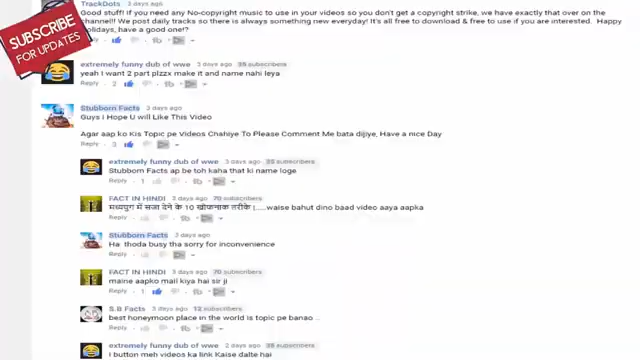 SUBSCRIBE
FOR UPDATES
TrackDots 3 days ago
Good stuff! if you need any No-copyright music to use in your videos so you don't get a copyright strike, we have exactly that over on the
channel!! We post daily tracks so there is always something new everyday! It's all free to download & free to use if you are interested. Happy
holidays, have a good one!?
extremely funny dub of wwe 3 days ago 35 subscribers
yeah I want 2 part plzzx make it and name nahi leya
Reply 2
Stubborn Facts 3 days ago
Guys I Hope U will Like This Video
Agar aap ko Kis Topic pe Videos Chahiye To Please Comment Me bata dijiye, Have a nice Day
Reply 3
extremely funny dub of wwe 3 days ago 35 subscribers
Stubborn Facts ap be toh kaha that ki name loge
Reply 1
FACT IN HINDI 3 days ago 70 subscribers
मध्ययुग में सजा देने के 10 खौफनाक तरीके।.....waise bahut dino baad video aaya aapka
Reply
Stubborn Facts 3 days ago
Ha thoda busy tha sorry for inconvenience
Reply
FACT IN HINDI 3 days ago 70 subscribers
maine aapko mail kiya hai sir ji
Reply 1
S.B Facts 3 days ago 12 subscribers
best honeymoon place in the world is topic pe banao ..
Reply
extremely funny dub of wwe 2 days ago 35 subscribers
I button meh videos ka link Kaise dalte hai